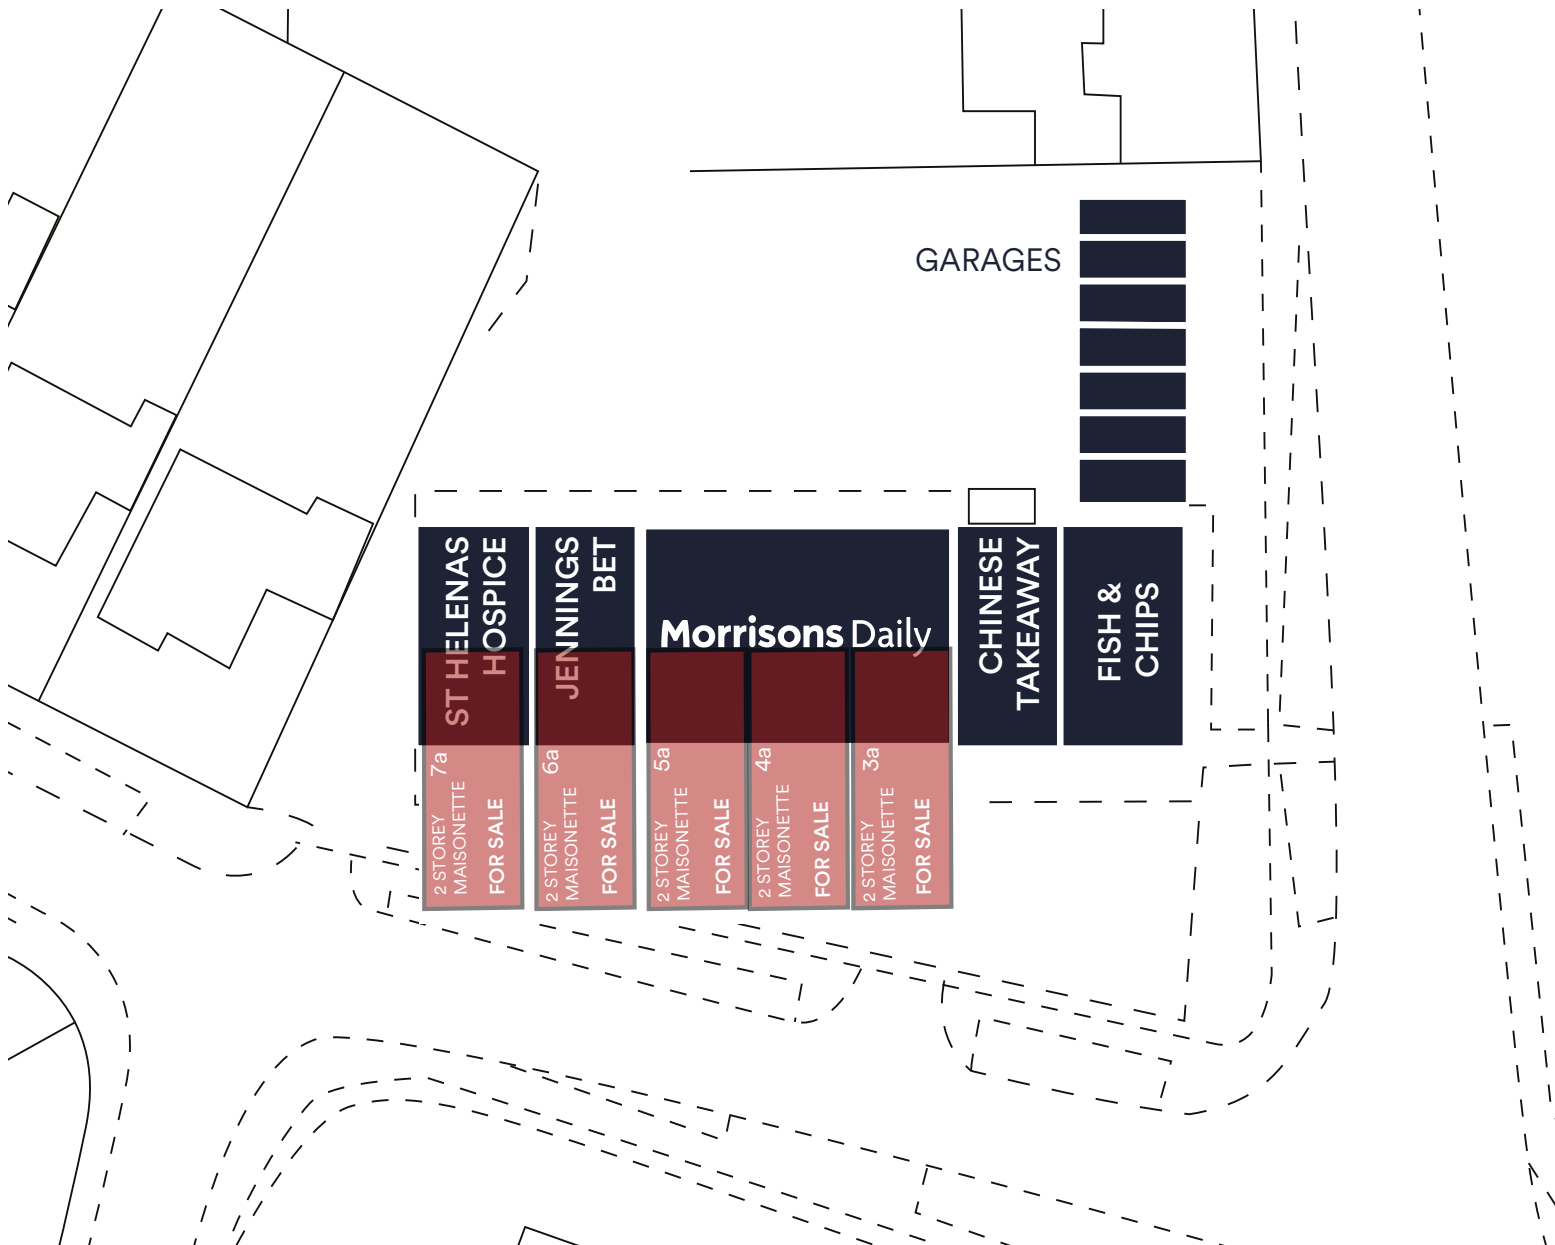 GARAGES
ST HELENAS
HOSPICE
JENNINGS
BET
Morrisons Daily
CHINESE
TAKEAWAY
FISH &
CHIPS
7a
2 STOREY
MAISONETTE
FOR SALE
6a
2 STOREY
MAISONETTE
FOR SALE
5a
2 STOREY
MAISONETTE
FOR SALE
4a
2 STOREY
MAISONETTE
FOR SALE
3a
2 STOREY
MAISONETTE
FOR SALE